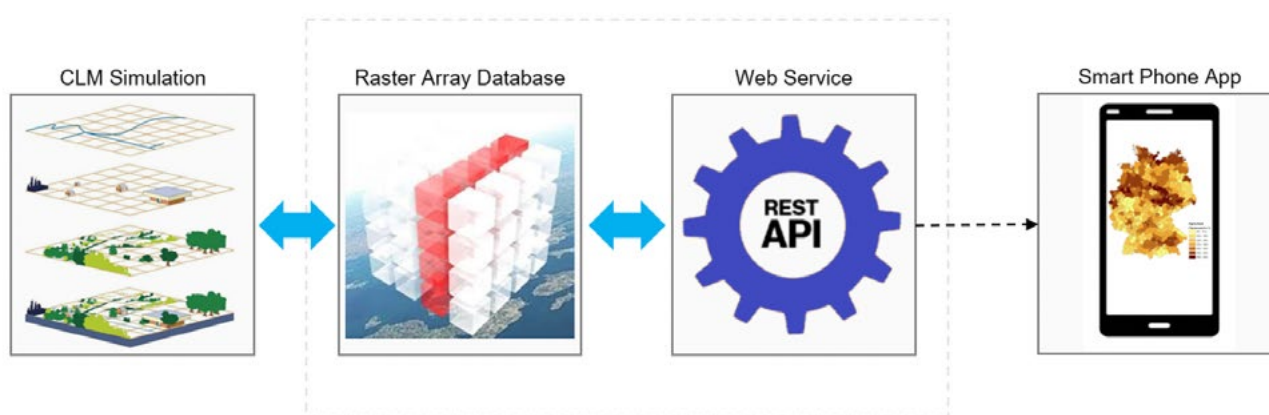 CLM Simulation
Raster Array Database
Web Service
Smart Phone App
REST
API